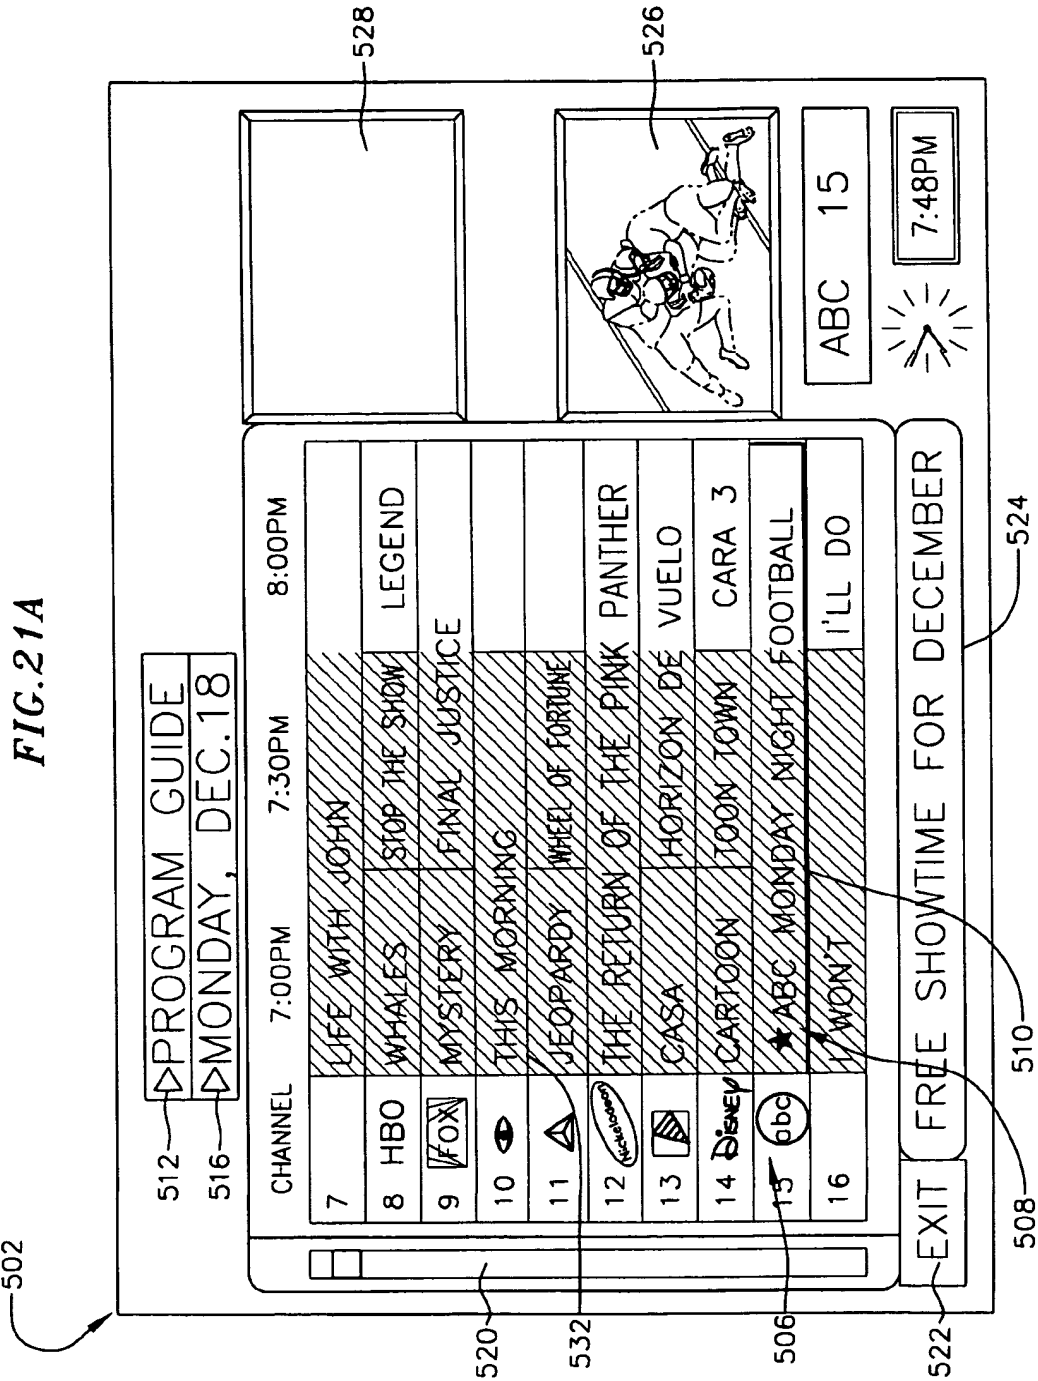 FIG.21A
502
512
▷PROGRAM GUIDE
516
▷MONDAY, DEC.18
528
CHANNEL 7:00PM 7:30PM 8:00PM
7 LIFE WITH JOHN
8 HBO WHALES STOP THE SHOW LEGEND
9 FOX MYSTERY FINAL JUSTICE
10 THIS MORNING
11 JEOPARDY WHEEL OF FORTUNE
12 Nickelodeon THE RETURN OF THE PINK PANTHER
13 CASA HORIZON DE VUELO
14 DISNEY CARTOON TOON TOWN CARA 3
15 abc ★ABC MONDAY NIGHT FOOTBALL
16 I WON'T I'LL DO
520
532
506
526
ABC 15
7:48PM
EXIT
FREE SHOWTIME FOR DECEMBER
522
508
510
524